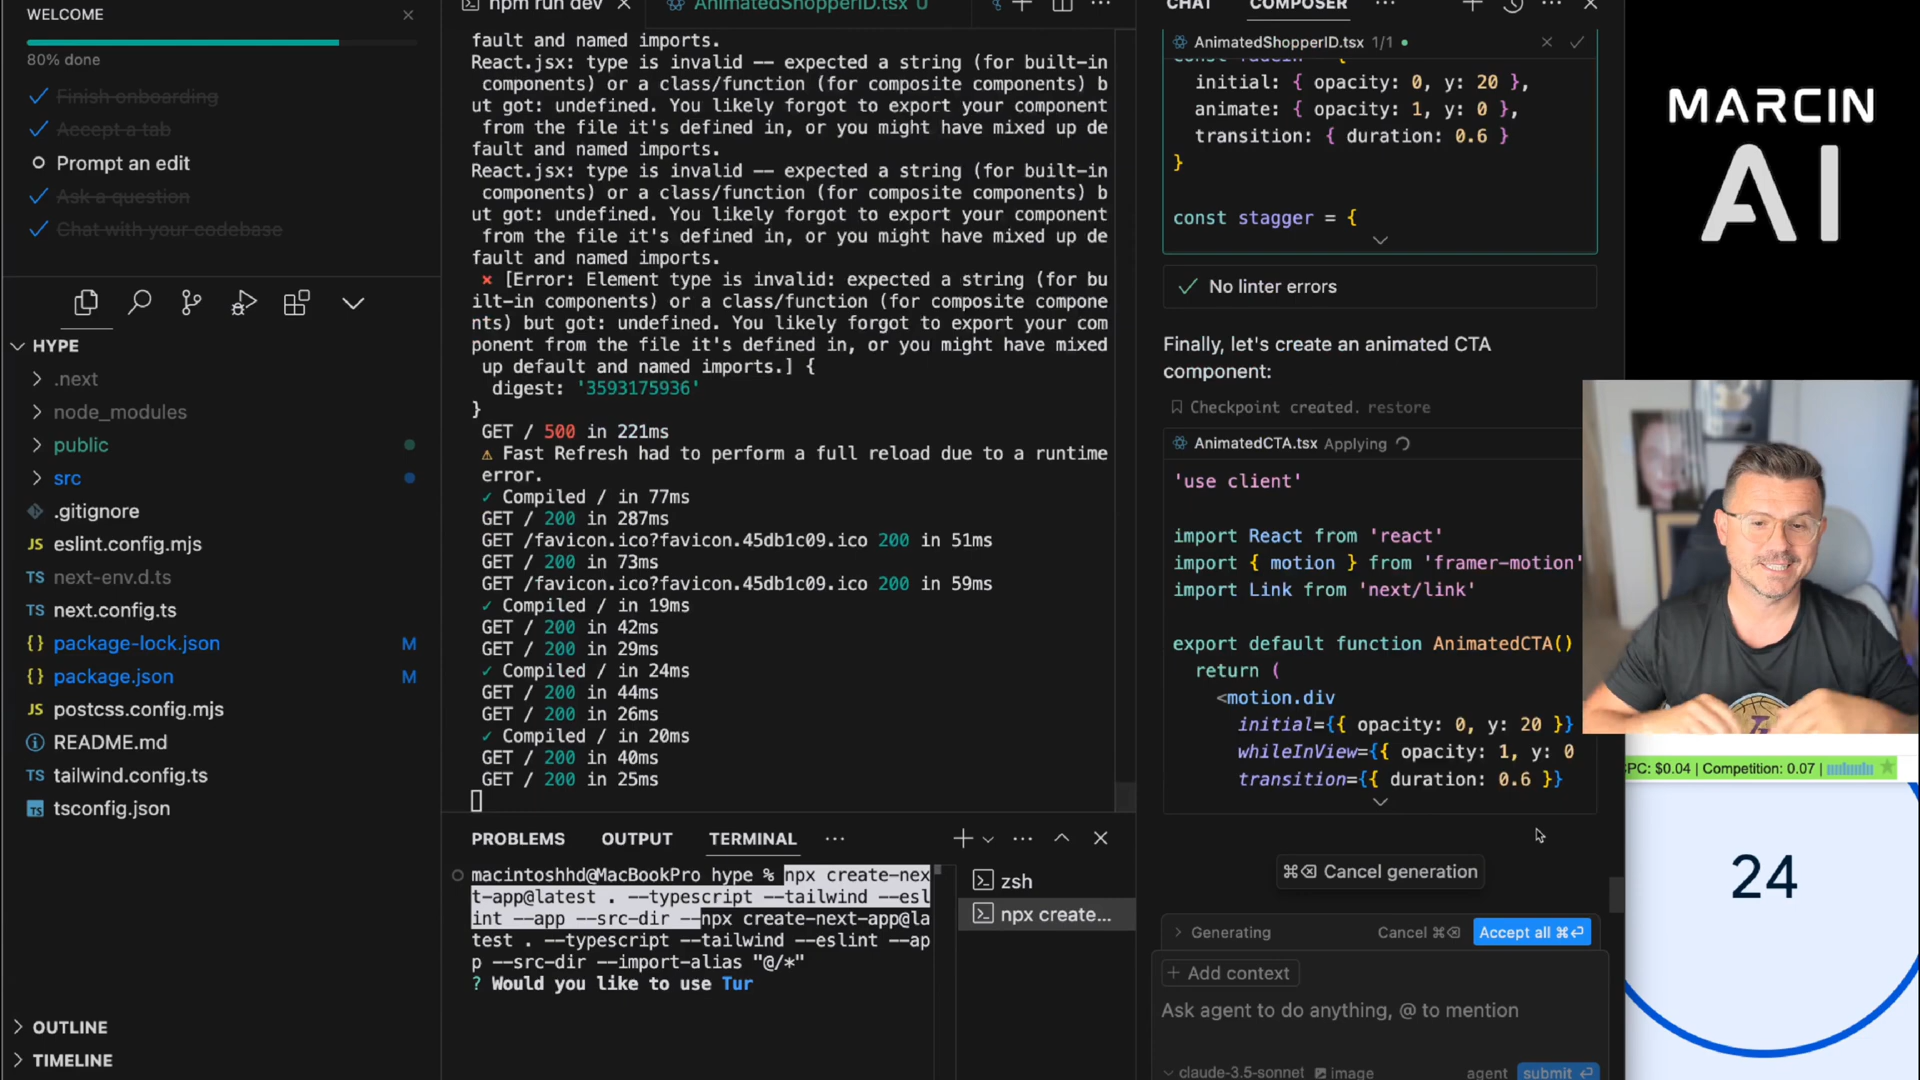 WELCOME
80% done
Finish onboarding
Accept a tab
Prompt an edit
Ask a question
Chat with your codebase
HYPE
.next
node_modules
public
src
.gitignore
JS eslint.config.mjs
TS next-env.d.ts
TS next.config.ts
{} package-lock.json M
{} package.json M
JS postcss.config.mjs
README.md
TS tailwind.config.ts
TS tsconfig.json
OUTLINE
TIMELINE
npm run dev
AnimatedShopperID.tsx U
fault and named imports.
React.jsx: type is invalid -- expected a string (for built-in
components) or a class/function (for composite components) b
ut got: undefined. You likely forgot to export your component
from the file it's defined in, or you might have mixed up de
fault and named imports.
React.jsx: type is invalid -- expected a string (for built-in
components) or a class/function (for composite components) b
ut got: undefined. You likely forgot to export your component
from the file it's defined in, or you might have mixed up de
fault and named imports.
× [Error: Element type is invalid: expected a string (for bu
ilt-in components) or a class/function (for composite compone
nts) but got: undefined. You likely forgot to export your com
ponent from the file it's defined in, or you might have mixed
up default and named imports.] {
digest: '3593175936'
}
GET / 500 in 221ms
⚠ Fast Refresh had to perform a full reload due to a runtime
error.
✓ Compiled / in 77ms
GET / 200 in 287ms
GET /favicon.ico?favicon.45db1c09.ico 200 in 51ms
GET / 200 in 73ms
GET /favicon.ico?favicon.45db1c09.ico 200 in 59ms
✓ Compiled / in 19ms
GET / 200 in 42ms
GET / 200 in 29ms
✓ Compiled / in 24ms
GET / 200 in 44ms
GET / 200 in 26ms
✓ Compiled / in 20ms
GET / 200 in 40ms
GET / 200 in 25ms
PROBLEMS OUTPUT TERMINAL
macintoshhd@MacBookPro hype % npx create-nex
t-app@latest . --typescript --tailwind --esl
int --app --src-dir --npx create-next-app@la
test . --typescript --tailwind --eslint --ap
p --src-dir --import-alias "@/*"
? Would you like to use Tur
zsh
npx create...
CHAT COMPOSER
AnimatedShopperID.tsx 1/1
const fadeIn = {
initial: { opacity: 0, y: 20 },
animate: { opacity: 1, y: 0 },
transition: { duration: 0.6 }
}
const stagger = {
No linter errors
Finally, let's create an animated CTA
component:
Checkpoint created. restore
AnimatedCTA.tsx Applying
'use client'
import React from 'react'
import { motion } from 'framer-motion'
import Link from 'next/link'
export default function AnimatedCTA()
return (
<motion.div
initial={{ opacity: 0, y: 20 }}
whileInView={{ opacity: 1, y: 0
transition={{ duration: 0.6 }}
⌘⌫ Cancel generation
Generating Cancel ⌘⌫ Accept all ⌘⏎
+ Add context
Ask agent to do anything, @ to mention
claude-3.5-sonnet image agent submit ⏎
MARCIN
AI
PC: $0.04 | Competition: 0.07 |
24